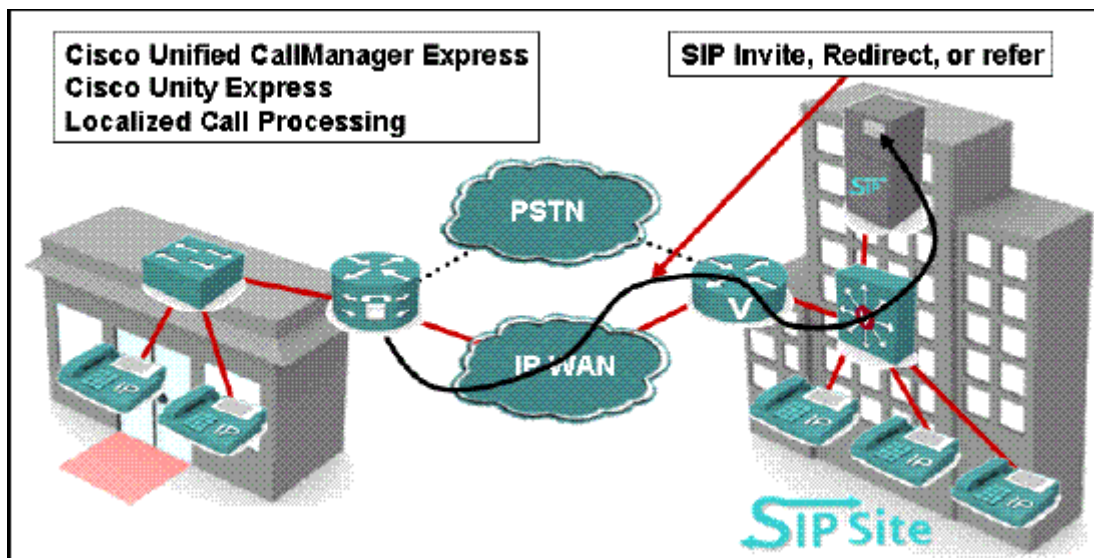 Cisco Unified CallManager Express
Cisco Unity Express
Localized Call Processing
SIP Invite, Redirect, or refer
PSTN
SIP
V
IP WAN
IP
IP
IP
IP
IP
SIP Site